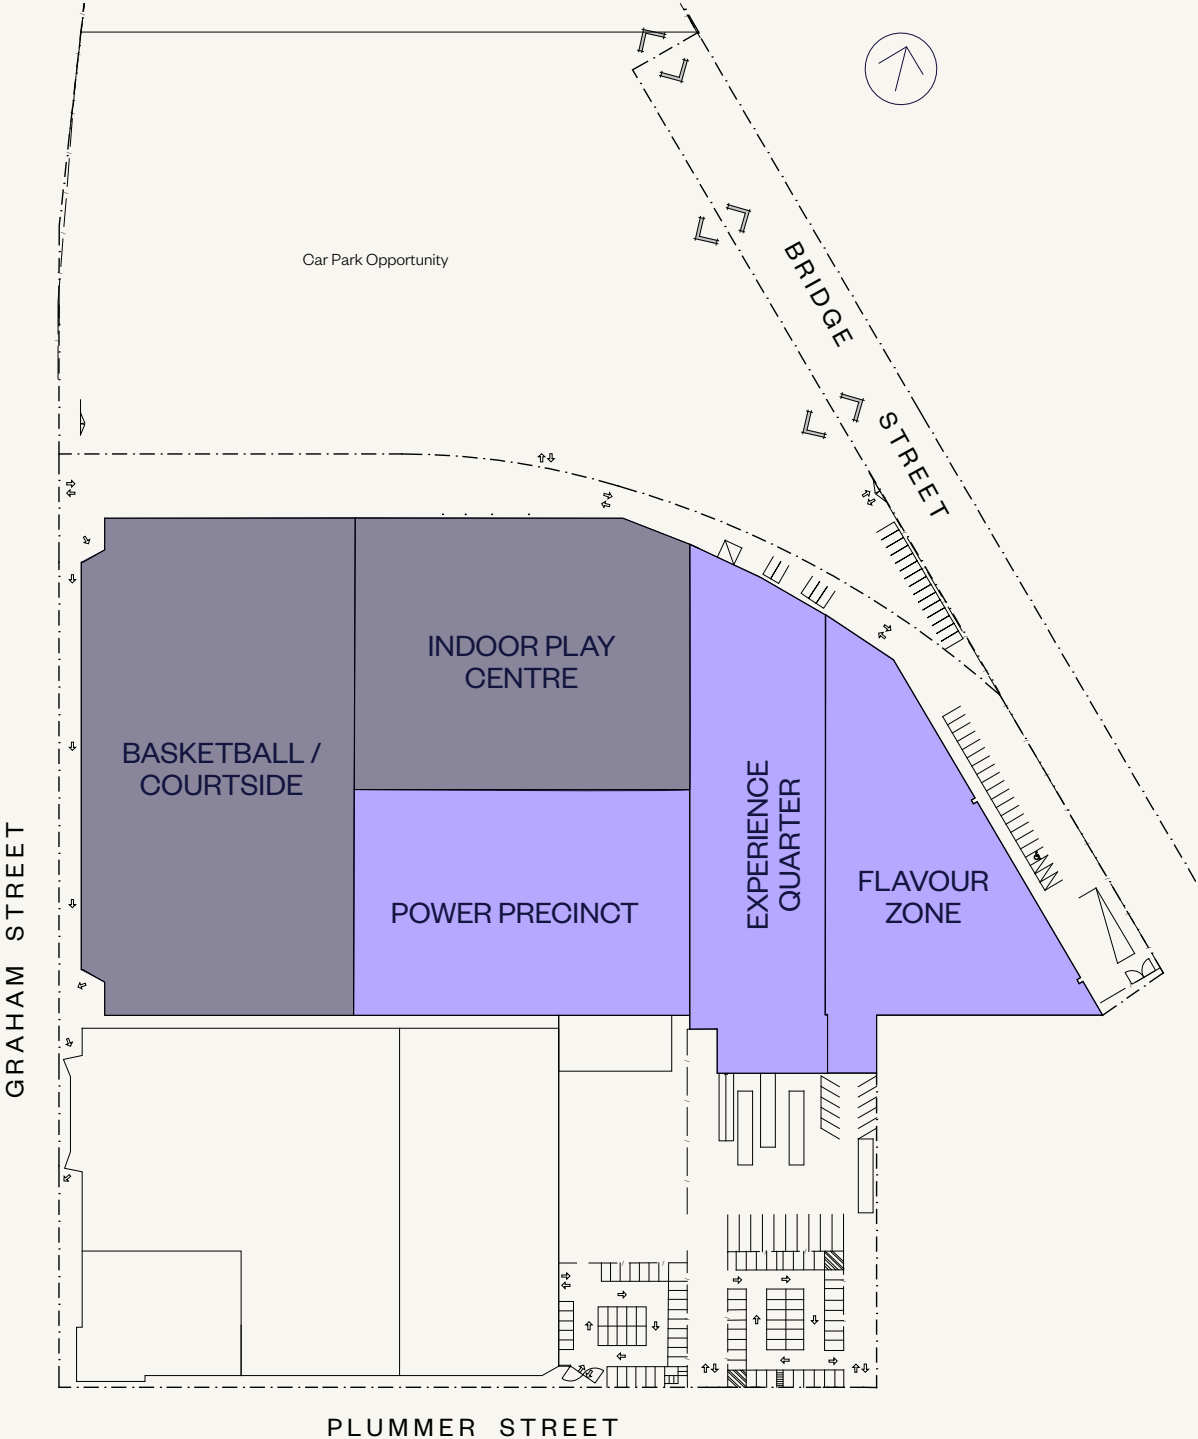 Car Park Opportunity
BRIDGE STREET
INDOOR PLAY
CENTRE
BASKETBALL /
COURTSIDE
POWER PRECINCT
EXPERIENCE
QUARTER
FLAVOUR
ZONE
GRAHAM STREET
PLUMMER STREET